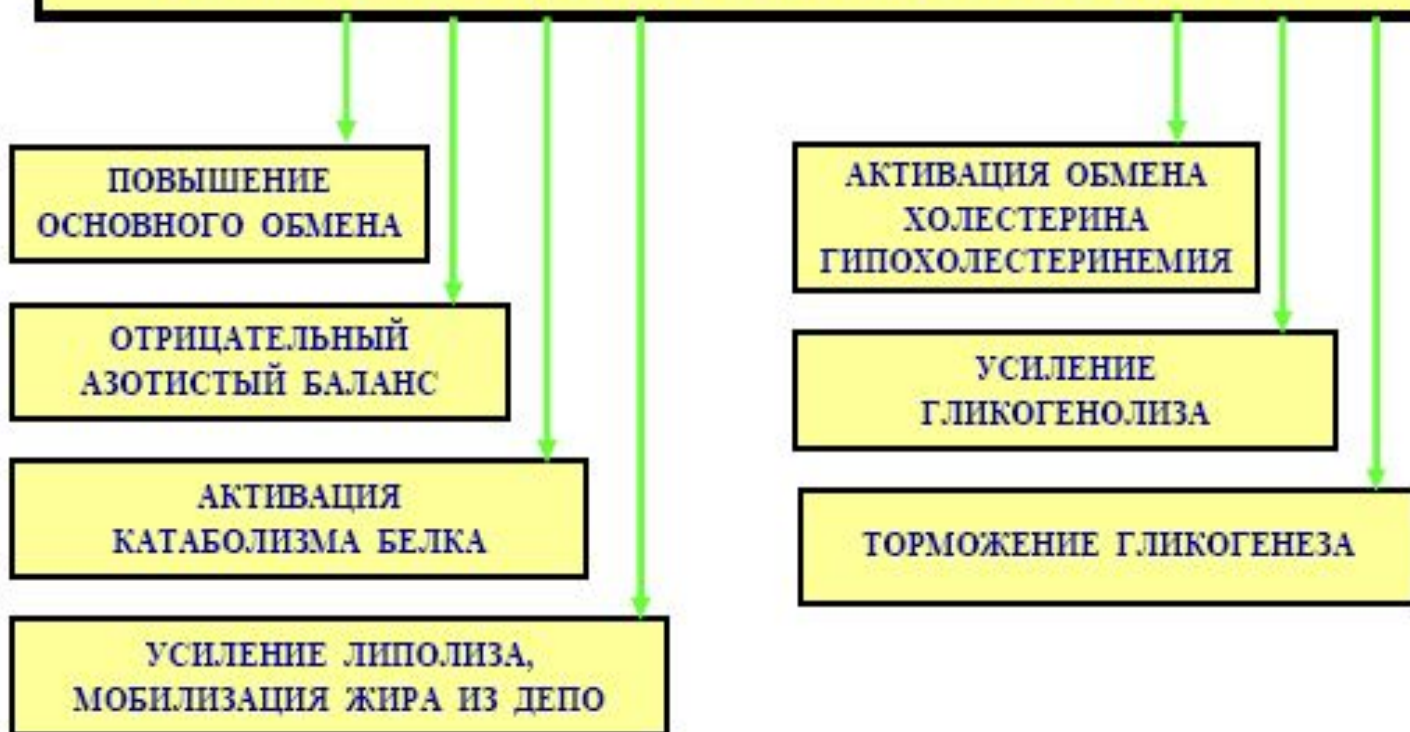 ПОВЫШЕНИЕ
ОСНОВНОГО ОБМЕНА
ОТРИЦАТЕЛЬНЫЙ
АЗОТИСТЫЙ БАЛАНС
АКТИВАЦИЯ
КАТАБОЛИЗМА БЕЛКА
УСИЛЕНИЕ ЛИПОЛИЗА,
МОБИЛИЗАЦИЯ ЖИРА ИЗ ДЕПО
АКТИВАЦИЯ ОБМЕНА
ХОЛЕСТЕРИНА
ГИПОХОЛЕСТЕРИНЕМИЯ
УСИЛЕНИЕ
ГЛИКОГЕНОЛИЗА
ТОРМОЖЕНИЕ ГЛИКОГЕНЕЗА